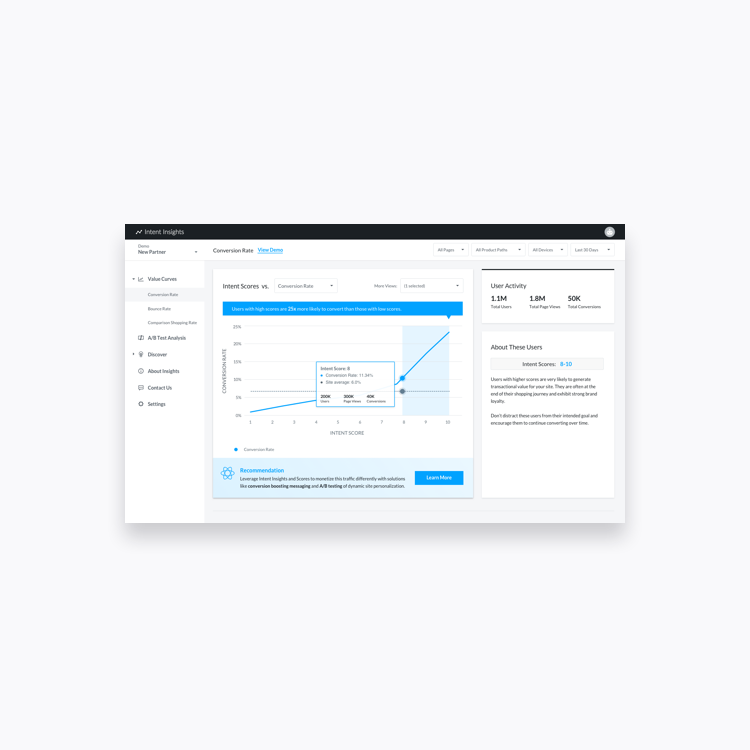 Intent Insights
Demo:
New Partner
Conversion Rate View Demo
All Pages
All Product Paths
All Devices
Last 30 Days
Value Curves
Conversion Rate
Bounce Rate
Comparison Shopping Rate
A/B Test Analysis
Discover
About Insights
Contact Us
Settings
Intent Scores vs. Conversion Rate
More Views: (1 selected)
Users with high scores are 25x more likely to convert than those with low scores.
CONVERSION RATE
25%
20%
15%
10%
5%
0%
Intent Score: 8
Conversion Rate: 11.34%
Site average: 6.5%
200K 300K 40K
Users Page Views Conversions
1 2 3 4 5 6 7 8 9 10
INTENT SCORE
Conversion Rate
Recommendation
Leverage Intent Insights and Scores to monetize this traffic differently with solutions
like conversion boosting messaging and A/B testing of dynamic site personalization.
Learn More
User Activity
1.1M 1.8M 50K
Total Users Total Page Views Total Conversions
About These Users
Intent Scores: 8-10
Users with higher scores are very likely to generate
transactional value for your site. They are often at the
end of their shopping journey and exhibit strong brand
loyalty.
Don't distract these users from their intended goal and
encourage them to continue converting over time.